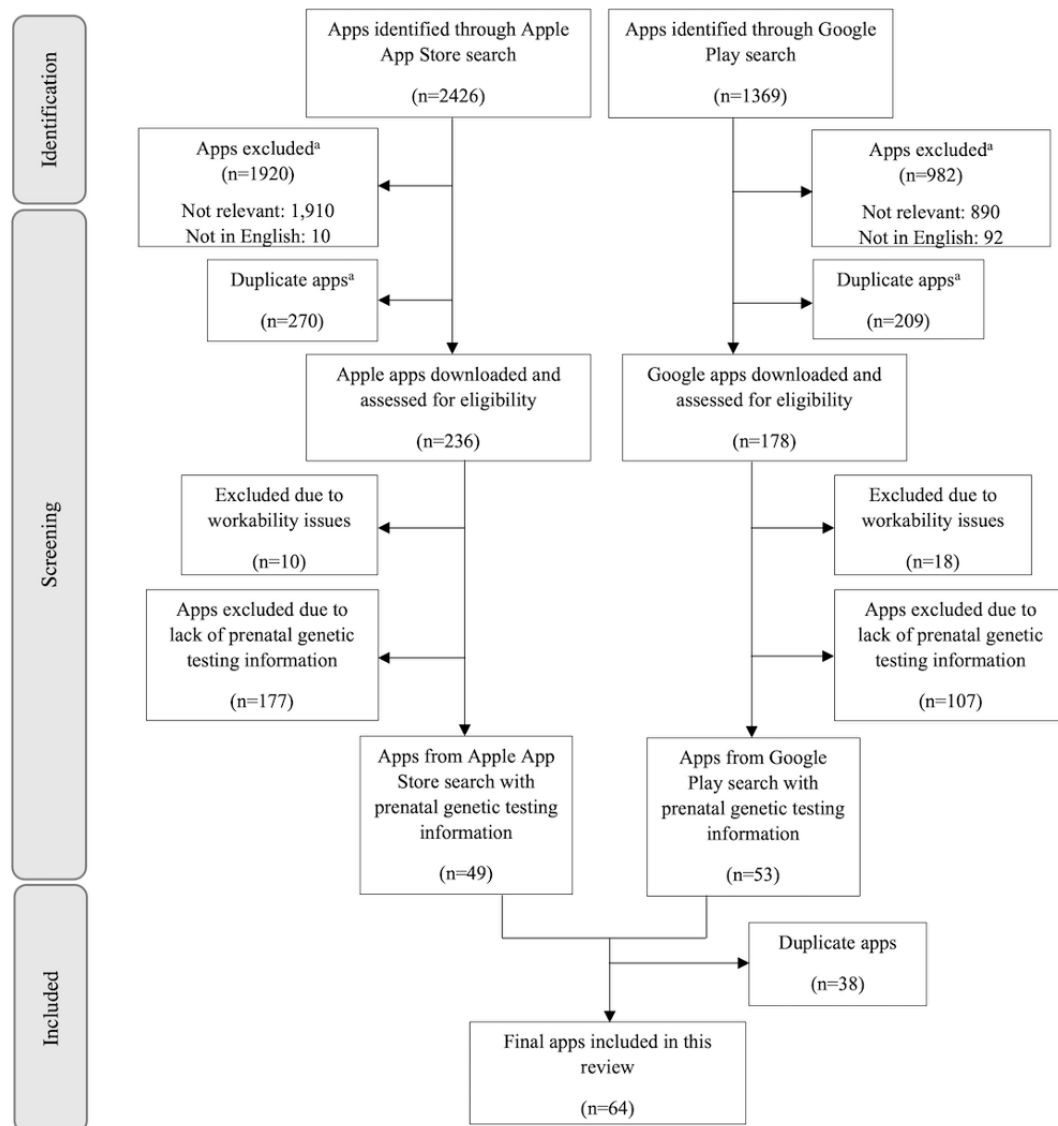 Identification
Apps identified through Apple
App Store search
(n=2426)
Apps identified through Google
Play search
(n=1369)
Apps excludedᵃ
(n=1920)
Not relevant: 1,910
Not in English: 10
Apps excludedᵃ
(n=982)
Not relevant: 890
Not in English: 92
Screening
Duplicate appsᵃ
(n=270)
Duplicate appsᵃ
(n=209)
Apple apps downloaded and
assessed for eligibility
(n=236)
Google apps downloaded and
assessed for eligibility
(n=178)
Excluded due to
workability issues
(n=10)
Excluded due to
workability issues
(n=18)
Apps excluded due to
lack of prenatal genetic
testing information
(n=177)
Apps excluded due to
lack of prenatal genetic
testing information
(n=107)
Apps from Apple App
Store search with
prenatal genetic testing
information
(n=49)
Apps from Google
Play search with
prenatal genetic testing
information
(n=53)
Included
Duplicate apps
(n=38)
Final apps included in this
review
(n=64)